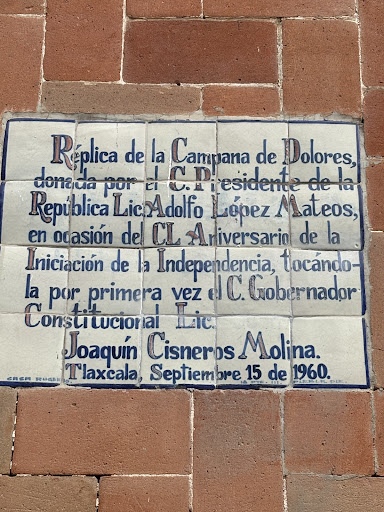 Réplica de la Campana de Dolores,
donada por el C. Presidente de la
República Lic. Adolfo López Mateos,
en ocasión del CL Aniversario de la
Iniciación de la Independencia, tocándo-
la por primera vez el C. Gobernador
Constitucional Lic.
Joaquín Cisneros Molina.
Tlaxcala, Septiembre 15 de 1960.